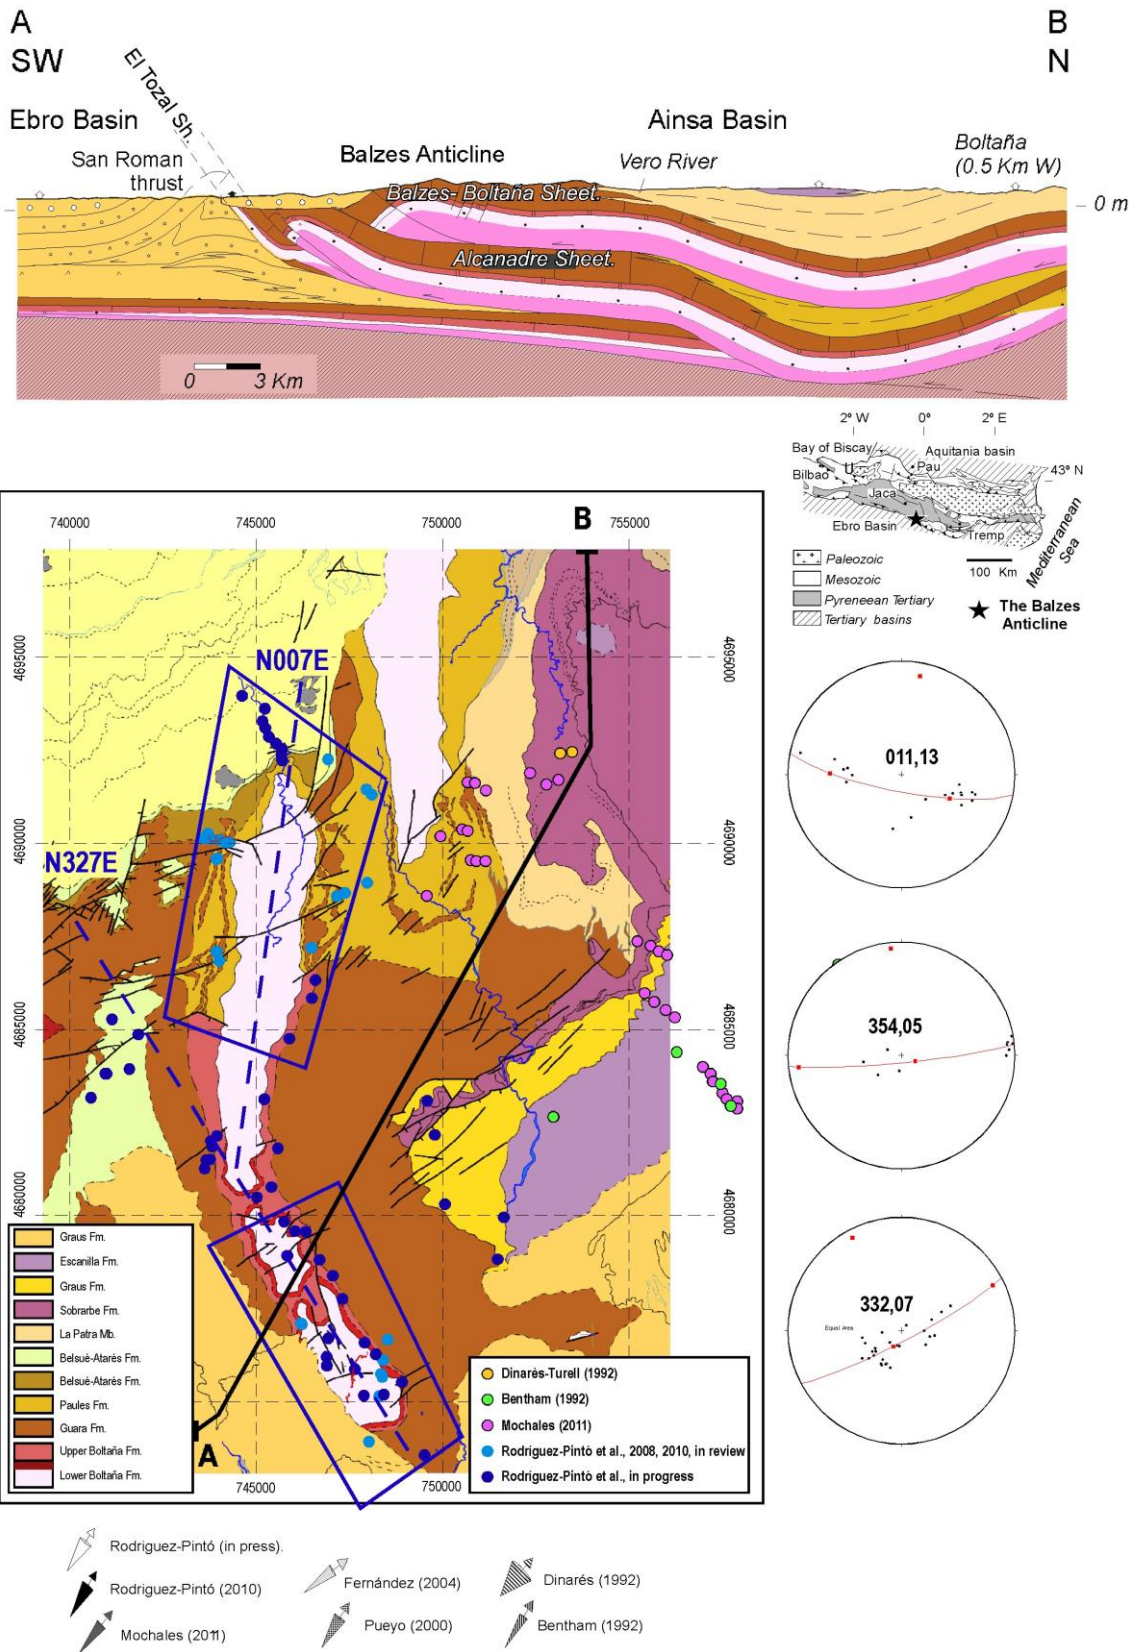 A
SW
B
N
El Tozal Sh.
Ebro Basin
San Roman
thrust
Balzes Anticline
Vero River
Ainsa Basin
Boltaña
(0.5 Km W)
Balzes- Boltaña Sheet.
0 m
Alcanadre Sheet.
0 3 Km
2° W 0° 2° E
Bay of Biscay
Aquitania basin
U
Pau
43° N
Bilbao
Jaca
Ebro Basin
Tremp
Mediterranean
Sea
Paleozoic
Mesozoic
Pyreneean Tertiary
Tertiary basins
100 Km
The Balzes
Anticline
740000 745000 750000 755000
B
4695000
N007E
4695000
4690000
N327E
4690000
4685000
4685000
4680000
4680000
A
745000 750000
Graus Fm.
Escanilla Fm.
Graus Fm.
Sobrarbe Fm.
La Patra Mb.
Belsué-Atarés Fm.
Belsué-Atarés Fm.
Paules Fm.
Guara Fm.
Upper Boltaña Fm.
Lower Boltaña Fm.
Dinarés-Turell (1992)
Bentham (1992)
Mochales (2011)
Rodríguez-Pintó et al., 2008, 2010, in review
Rodríguez-Pintó et al., in progress
011,13
354,05
332,07
Equal Area
Rodriguez-Pintó (in press).
Rodriguez-Pintó (2010)
Mochales (2011)
Fernández (2004)
Pueyo (2000)
Dinarés (1992)
Bentham (1992)